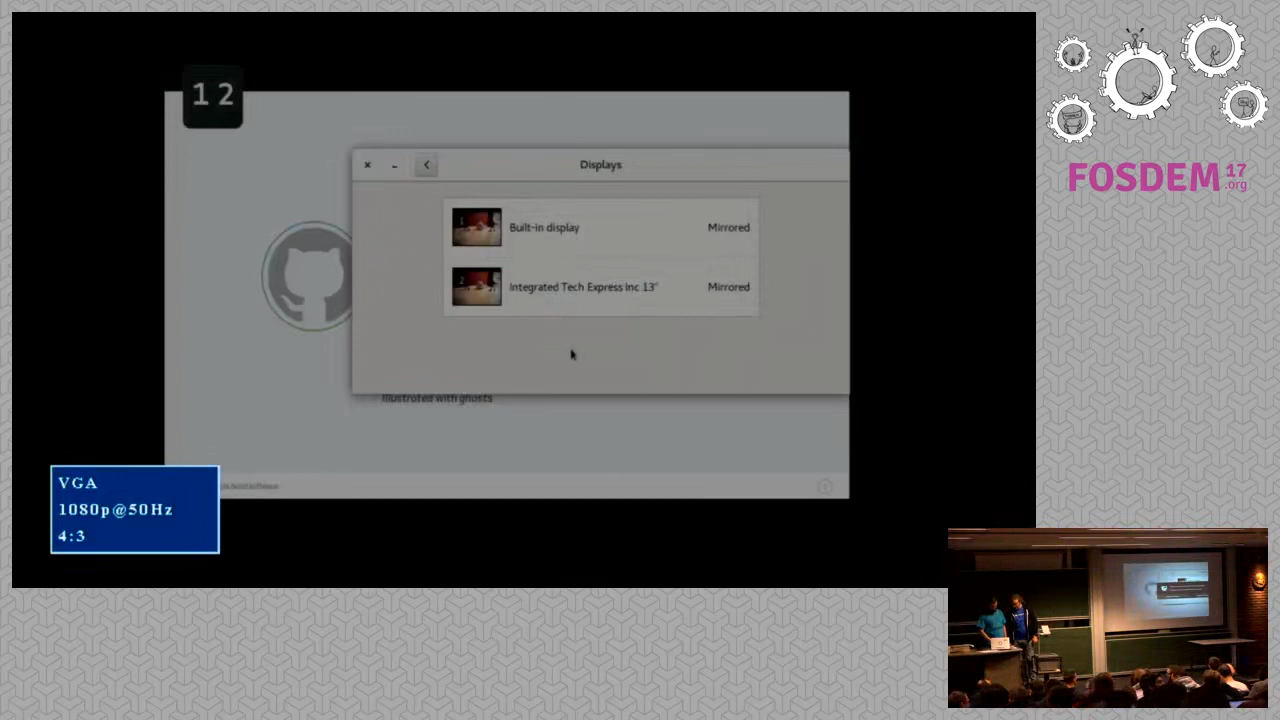 1 2
Displays
Built-in display Mirrored
Integrated Tech Express Inc 13" Mirrored
Illustrated with ghosts
VGA
1080p@50Hz
4:3
FOSDEM 17
.org